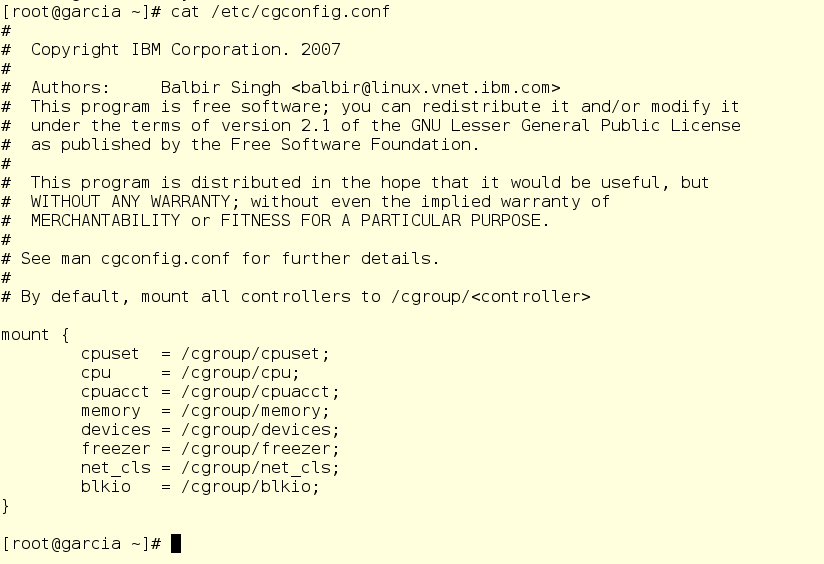 [root@garcia ~]# cat /etc/cgconfig.conf
#
#  Copyright IBM Corporation. 2007
#
#  Authors:     Balbir Singh <balbir@linux.vnet.ibm.com>
#  This program is free software; you can redistribute it and/or modify it
#  under the terms of version 2.1 of the GNU Lesser General Public License
#  as published by the Free Software Foundation.
#
#  This program is distributed in the hope that it would be useful, but
#  WITHOUT ANY WARRANTY; without even the implied warranty of
#  MERCHANTABILITY or FITNESS FOR A PARTICULAR PURPOSE.
#
# See man cgconfig.conf for further details.
#
# By default, mount all controllers to /cgroup/<controller>

mount {
        cpuset  = /cgroup/cpuset;
        cpu     = /cgroup/cpu;
        cpuacct = /cgroup/cpuacct;
        memory  = /cgroup/memory;
        devices = /cgroup/devices;
        freezer = /cgroup/freezer;
        net_cls = /cgroup/net_cls;
        blkio   = /cgroup/blkio;
}

[root@garcia ~]#